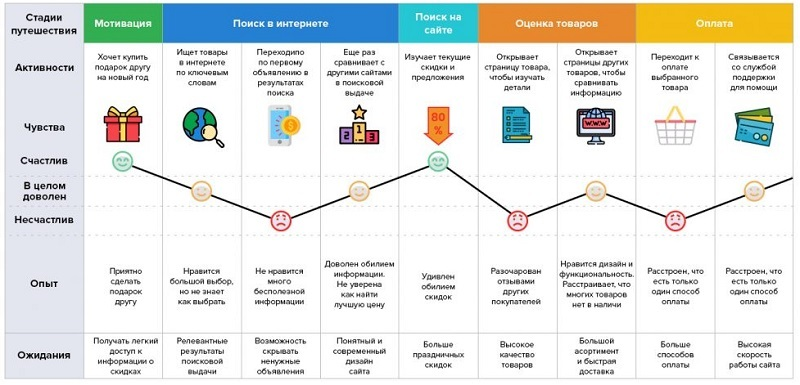 Стадии
путешествия
Мотивация
Поиск в интернете
Поиск на
сайте
Оценка товаров
Оплата
Активности
Хочет купить
подарок другу
на новый год
Ищет товары
в интернете
по ключевым
словам
Переходипо
по первому
объявлению в
результатах
поиска
Еще раз
сравнивает с
другими сайтами
в поисковой
выдаче
Изучает текущие
скидки и
предложения
Открывает
страницу товара,
чтобы изучать
детали
Открывает
страницы других
товаров, чтобы
сравнивать
информацию
Переходит к
оплате
выбранного
товара
Связывается
со службой
поддержки
для помощи
Чувства
2 1 3
80
%
www
Счастлив
В целом
доволен
Несчастлив
Опыт
Приятно
сделать
подарок
другу
Нравится
большой выбор,
но не знает
как выбрать
Не нравится
много
бесполезной
информации
Доволен обилием
информации.
Не уверена
как найти
лучшую цену
Удивлен
обилием
скидок
Разочарован
отзывами
других
покупателей
Нравится дизайн и
функциональность.
Расстраивает, что
многих товаров
нет в наличи
Расстроен, что
есть только
один способ
оплаты
Расстроен, что
есть только
один способ
оплаты
Ожидания
Получать легкий
доступ к
информации о
скидках
Релевантные
результаты
поисковой
выдачи
Возможность
скрывать
ненужные
объявления
Понятный и
современный
дизайн
сайта
Больше
праздничных
скидок
Высокое
качество
товаров
Большой
асортимент
и быстрая
доставка
Больше
способов
оплаты
Высокая
скорость
работы сайта